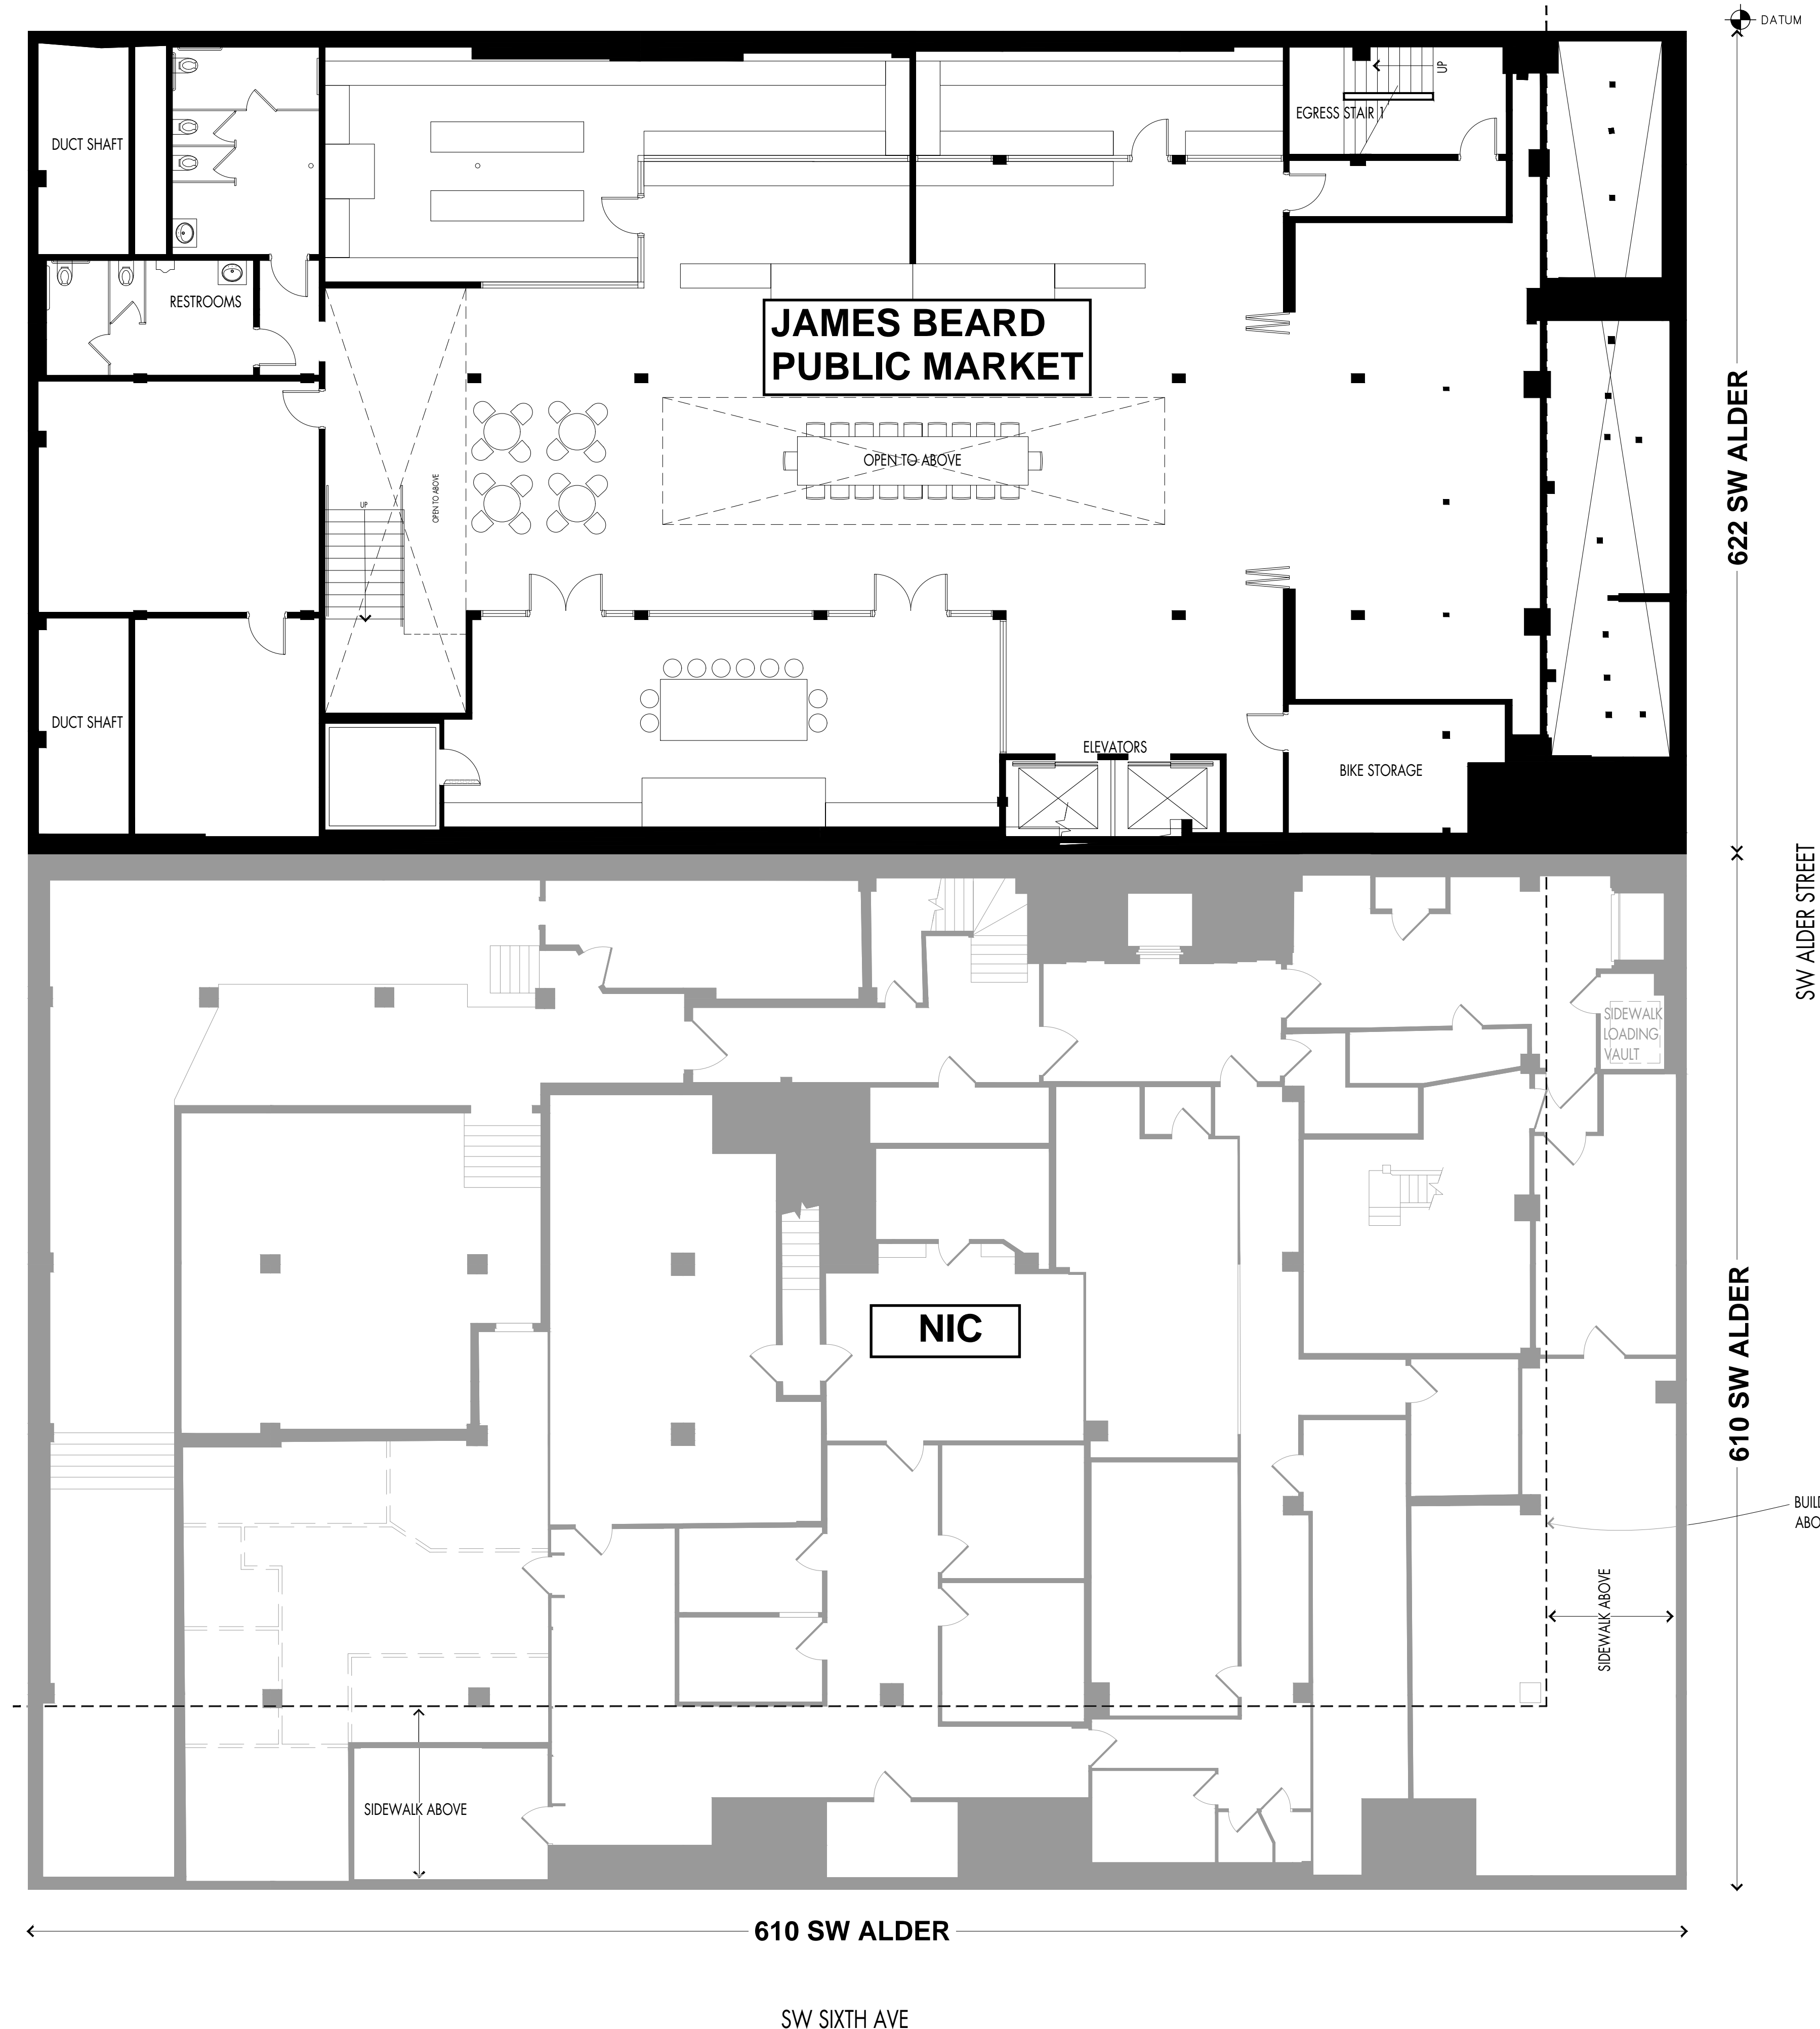 DATUM
UP
EGRESS STAIR 1
DUCT SHAFT
RESTROOMS
JAMES BEARD
PUBLIC MARKET
622 SW ALDER
OPEN TO ABOVE
UP
OPEN TO ABOVE
DUCT SHAFT
ELEVATORS
BIKE STORAGE
SW ALDER STREET
SIDEWALK
LOADING
VAULT
NIC
610 SW ALDER
BUILD
ABO
SIDEWALK ABOVE
SIDEWALK ABOVE
610 SW ALDER
SW SIXTH AVE